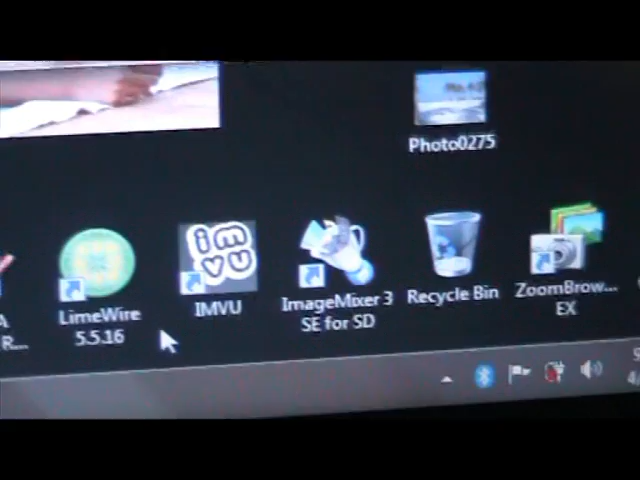 Photo0275
imvu
LimeWire
5.5.16
IMVU
ImageMixer 3
SE for SD
Recycle Bin
ZoomBrow...
EX
A
R...